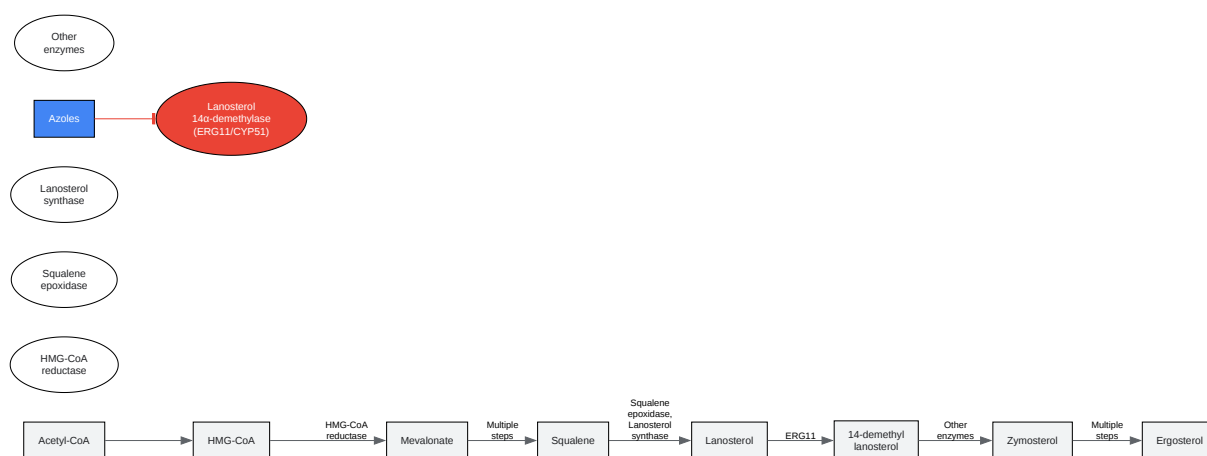 Other
enzymes
Azoles
Lanosterol
14α-demethylase
(ERG11/CYP51)
Lanosterol
synthase
Squalene
epoxidase
HMG-CoA
reductase
Acetyl-CoA
HMG-CoA
HMG-CoA
reductase
Mevalonate
Multiple
steps
Squalene
Squalene
epoxidase,
Lanosterol
synthase
Lanosterol
ERG11
14-demethyl
lanosterol
Other
enzymes
Zymosterol
Multiple
steps
Ergosterol